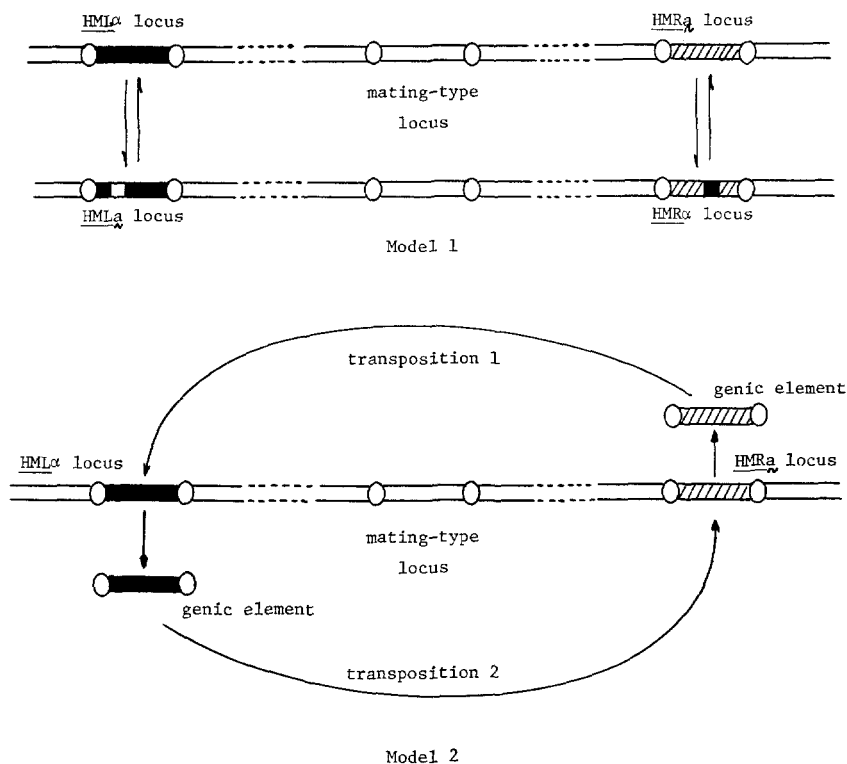 HMLα locus
HMRa locus
mating-type
locus
HMLa locus
HMRα locus
Model 1
transposition 1
genic element
HMLα locus
HMRa locus
mating-type
locus
genic element
transposition 2
Model 2